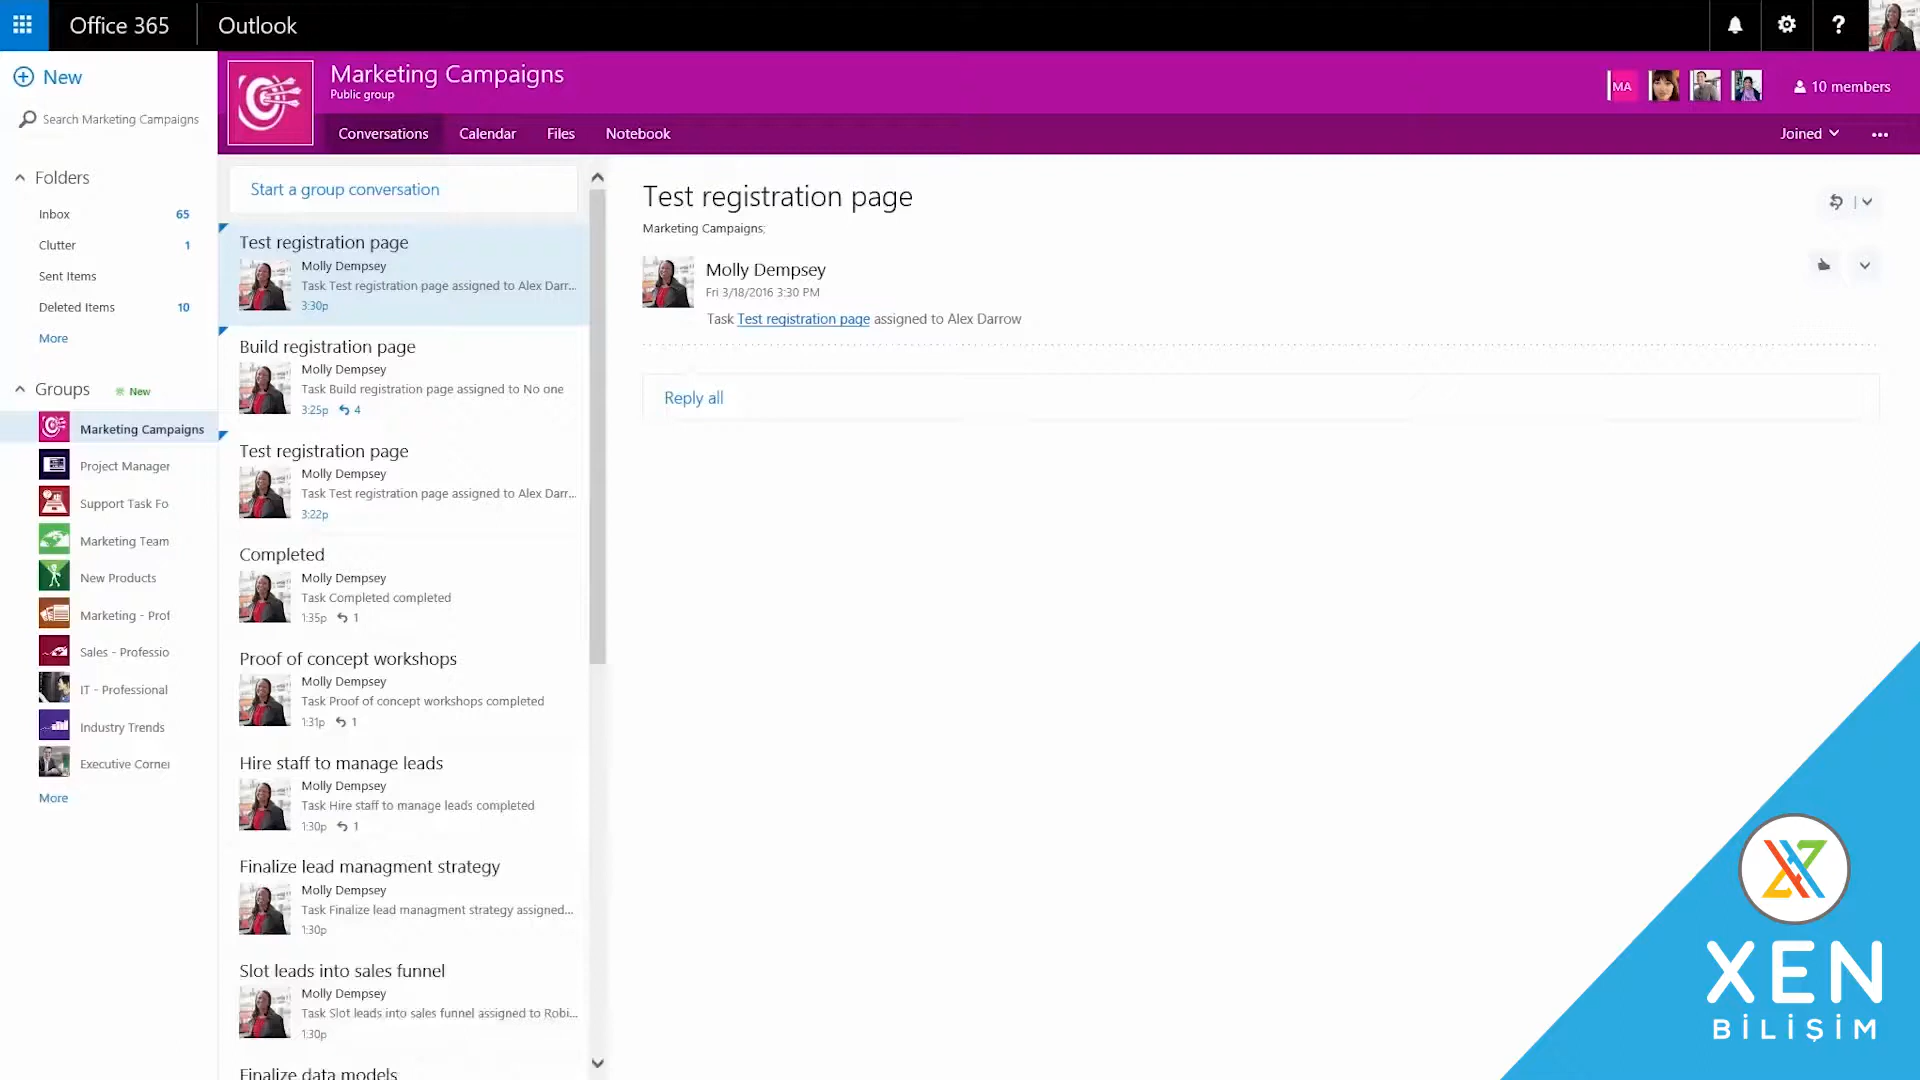 Office 365
Outlook
New
Search Marketing Campaigns
Folders
Inbox 65
Clutter 1
Sent Items
Deleted Items 10
More
Groups New
Marketing Campaigns
Project Manager
Support Task Fo
Marketing Team
New Products
Marketing - Prof
Sales - Professio
IT - Professional
Industry Trends
Executive Corner
More
Marketing Campaigns
Public group
MA
10 members
Conversations Calendar Files Notebook
Joined
Start a group conversation
Test registration page
Molly Dempsey
Task Test registration page assigned to Alex Darr...
3:30p
Build registration page
Molly Dempsey
Task Build registration page assigned to No one
3:25p 4
Test registration page
Molly Dempsey
Task Test registration page assigned to Alex Darr...
3:22p
Completed
Molly Dempsey
Task Completed completed
1:35p 1
Proof of concept workshops
Molly Dempsey
Task Proof of concept workshops completed
1:31p 1
Hire staff to manage leads
Molly Dempsey
Task Hire staff to manage leads completed
1:30p 1
Finalize lead managment strategy
Molly Dempsey
Task Finalize lead managment strategy assigned...
1:30p
Slot leads into sales funnel
Molly Dempsey
Task Slot leads into sales funnel assigned to Robi...
1:30p
Finalize data models
Test registration page
Marketing Campaigns;
Molly Dempsey
Fri 3/18/2016 3:30 PM
Task Test registration page assigned to Alex Darrow
Reply all
XEN
BİLİŞİM